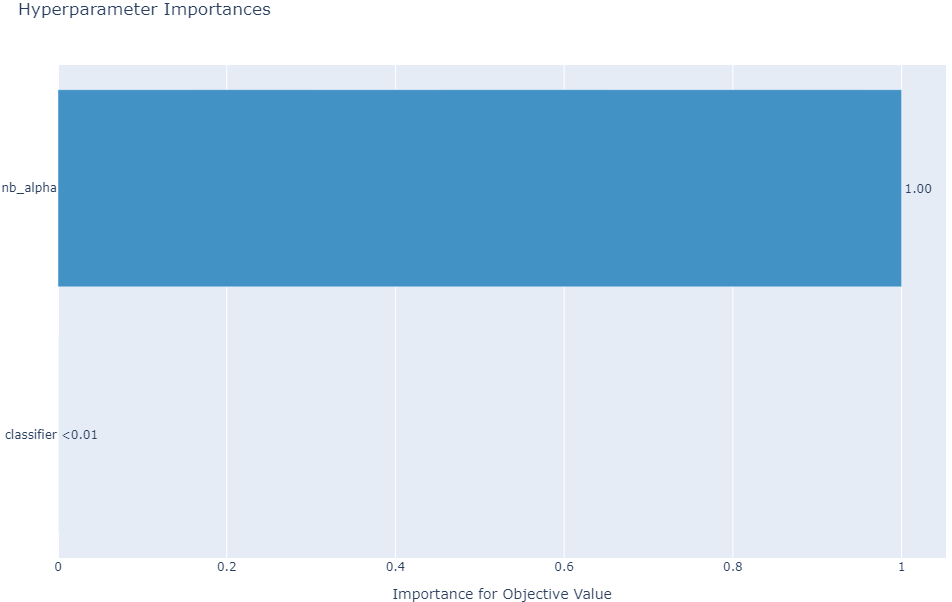 Hyperparameter Importances
nb_alpha
1.00
classifier
<0.01
0
0.2
0.4
0.6
0.8
1
Importance for Objective Value